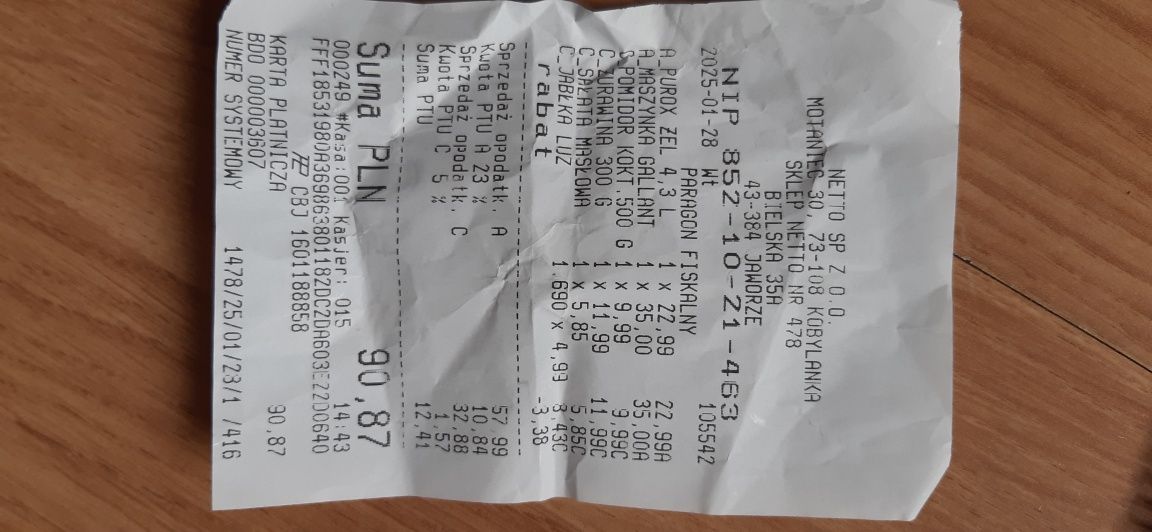 NETTO SP Z O.O.
MOTANIEC 30, 73-108 KOBYLANKA
SKLEP NETTO NR 478
BIELSKA 35A
43-384 JAWORZE
NIP 852-10-21-463
2025-01-28 Wt 105542
PARAGON FISKALNY
A_PUROX ŻEL 4,3 L 1 x 22,99 22,99A
A_MASZYNKA GALLANT 1 x 35,00 35,00A
C_POMIDOR KOKT.500 G 1 x 9,99 9,99C
C_ŻURAWINA 300 G 1 x 11,99 11,99C
C_SAŁATA MASŁOWA 1 x 5,85 5,85C
C_JABŁKA LUZ 1.690 x 4,99 8,43C
rabat -3,38
Sprzedaż opodatk. A 57,99
Kwota PTU A 23 % 10,84
Sprzedaż opodatk. C 32,88
Kwota PTU C 5 % 1,57
Suma PTU 12,41
Suma PLN 90,87
000249 #Kasa:001 Kasjer: 015 14:43
CBJ 1601188858
KARTA PŁATNICZA 90,87
BDO 000003607
NUMER SYSTEMOWY 1478/25/01/28/1 /416